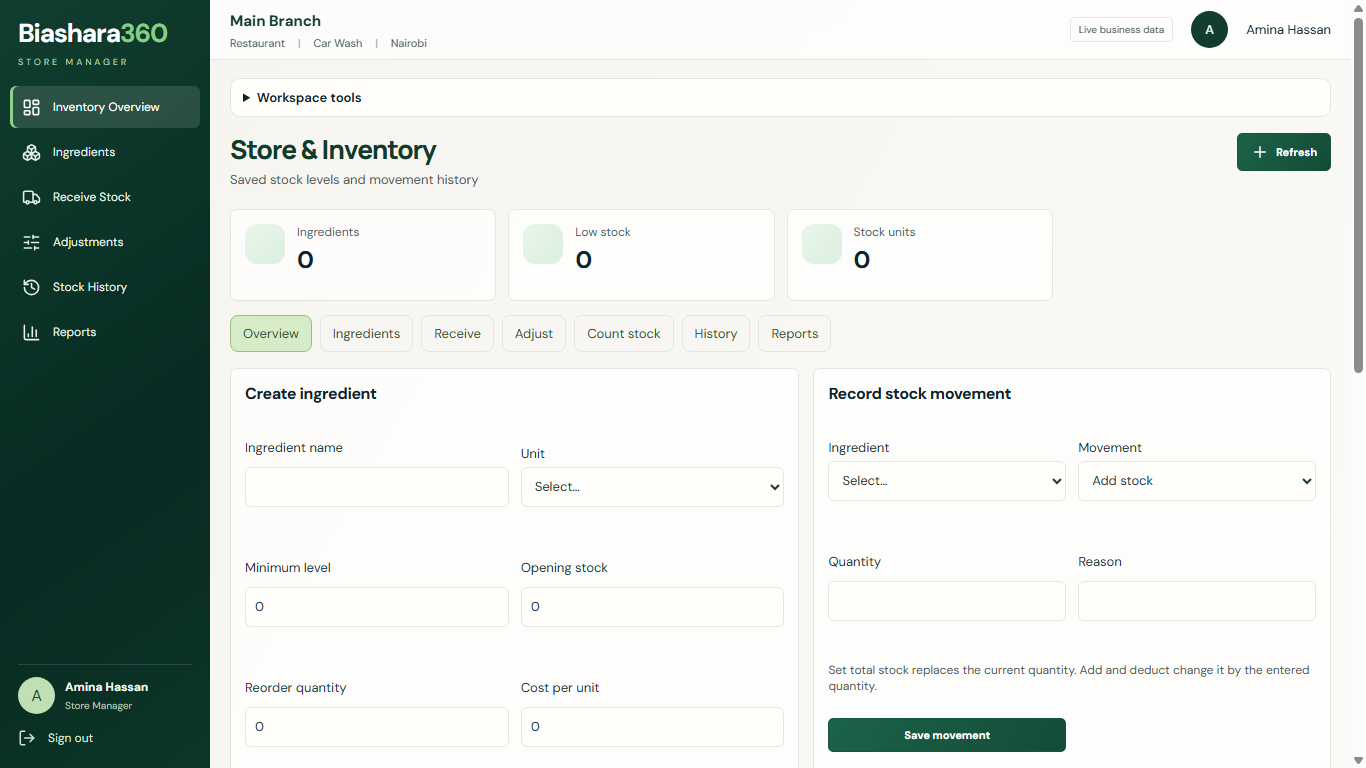 Biashara360
STORE MANAGER
Inventory Overview
Ingredients
Receive Stock
Adjustments
Stock History
Reports
A
Amina Hassan
Store Manager
Sign out
Main Branch
Restaurant | Car Wash | Nairobi
Live business data
A
Amina Hassan
Workspace tools
Store & Inventory
Saved stock levels and movement history
Refresh
Ingredients
0
Low stock
0
Stock units
0
Overview
Ingredients
Receive
Adjust
Count stock
History
Reports
Create ingredient
Ingredient name
Unit
Select...
Minimum level
0
Opening stock
0
Reorder quantity
0
Cost per unit
0
Record stock movement
Ingredient
Select...
Movement
Add stock
Quantity
Reason
Set total stock replaces the current quantity. Add and deduct change it by the entered
quantity.
Save movement